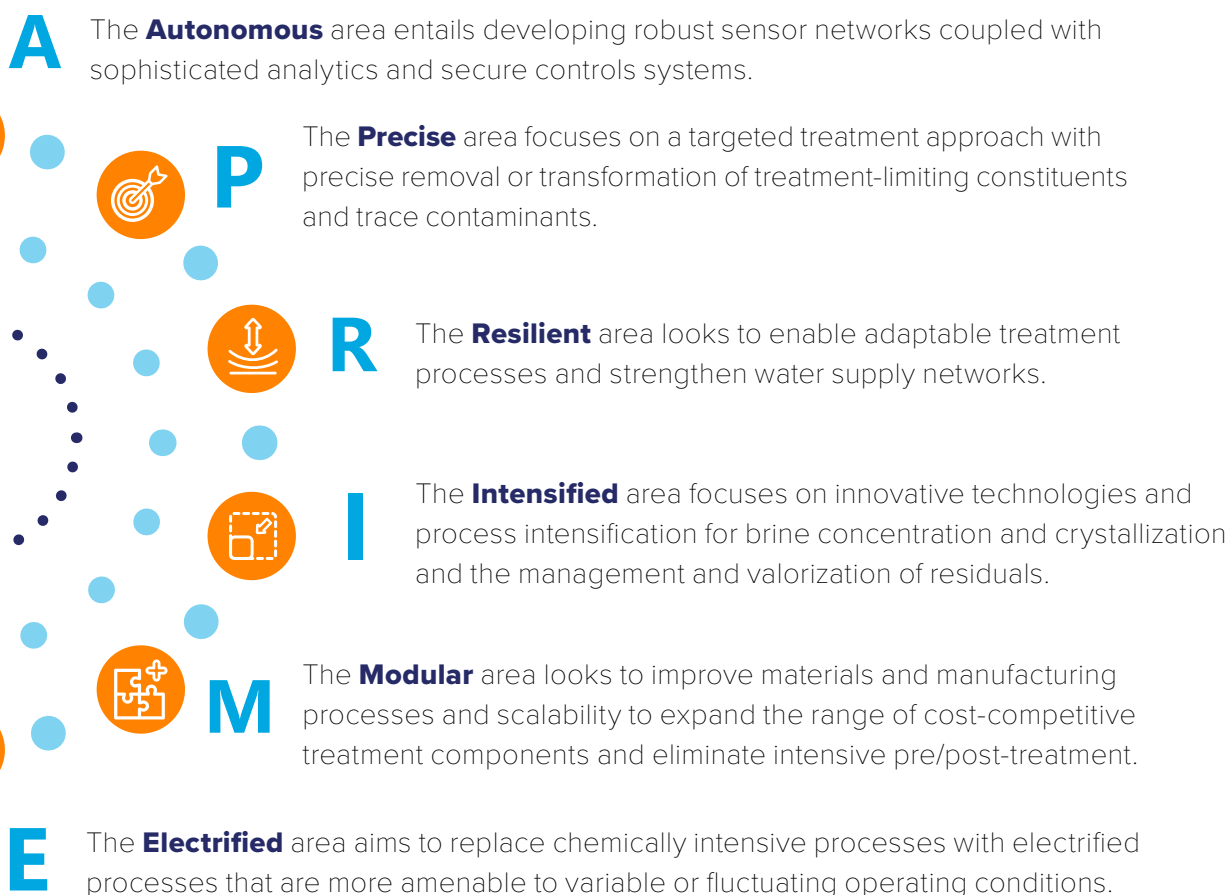 A
The Autonomous area entails developing robust sensor networks coupled with
sophisticated analytics and secure controls systems.
P
The Precise area focuses on a targeted treatment approach with
precise removal or transformation of treatment-limiting constituents
and trace contaminants.
R
The Resilient area looks to enable adaptable treatment
processes and strengthen water supply networks.
I
The Intensified area focuses on innovative technologies and
process intensification for brine concentration and crystallization
and the management and valorization of residuals.
M
The Modular area looks to improve materials and manufacturing
processes and scalability to expand the range of cost-competitive
treatment components and eliminate intensive pre/post-treatment.
E
The Electrified area aims to replace chemically intensive processes with electrified
processes that are more amenable to variable or fluctuating operating conditions.